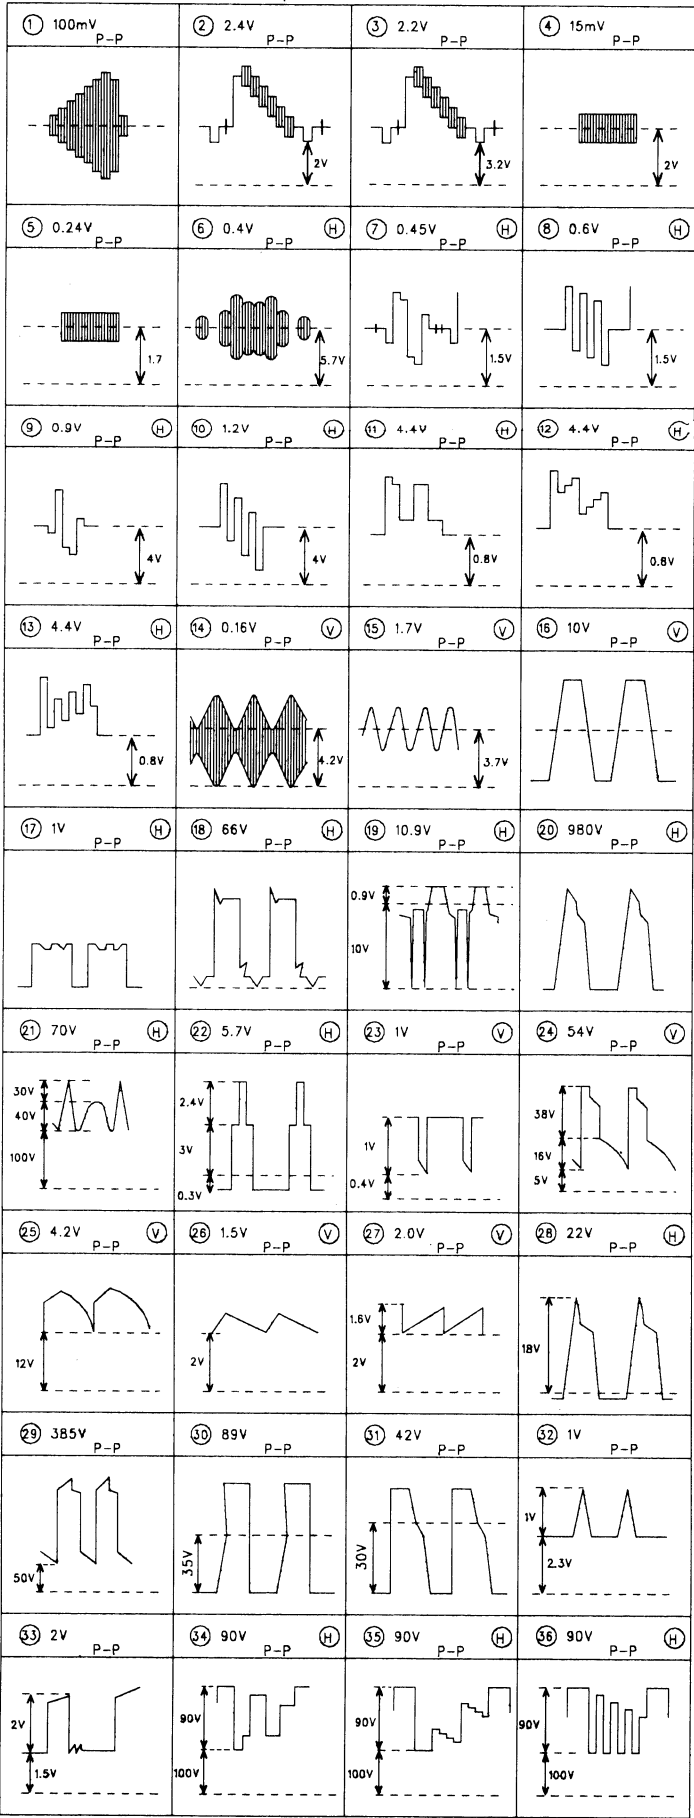 ① 100mV P-P ② 2.4V P-P ③ 2.2V P-P ④ 15mV P-P
2V 3.2V 2V
⑤ 0.24V P-P ⑥ 0.4V P-P Ⓗ ⑦ 0.45V P-P Ⓗ ⑧ 0.6V P-P Ⓗ
1.7 5.7V 1.5V 1.5V
⑨ 0.9V P-P Ⓗ ⑩ 1.2V P-P Ⓗ ⑪ 4.4V P-P Ⓗ ⑫ 4.4V P-P Ⓗ
4V 4V 0.8V 0.8V
⑬ 4.4V P-P Ⓗ ⑭ 0.16V P-P Ⓥ ⑮ 1.7V P-P Ⓥ ⑯ 10V P-P Ⓥ
0.8V 4.2V 3.7V
⑰ 1V P-P Ⓗ ⑱ 66V P-P Ⓗ ⑲ 10.9V P-P Ⓗ ⑳ 980V P-P Ⓗ
0.9V
10V
㉑ 70V P-P Ⓗ ㉒ 5.7V P-P Ⓗ ㉓ 1V P-P Ⓥ ㉔ 54V P-P Ⓥ
30V 2.4V 38V
40V 3V 1V 16V
100V 0.3V 0.4V 5V
㉕ 4.2V P-P Ⓥ ㉖ 1.5V P-P Ⓥ ㉗ 2.0V P-P Ⓥ ㉘ 22V P-P Ⓗ
1.6V 18V
12V 2V 2V
㉙ 385V P-P ㉚ 89V P-P ㉛ 42V P-P ㉜ 1V P-P
1V
50V 35V 30V 2.3V
㉝ 2V P-P ㉞ 90V P-P Ⓗ ㉟ 90V P-P Ⓗ ㊱ 90V P-P Ⓗ
2V 90V 90V 90V
1.5V 100V 100V 100V